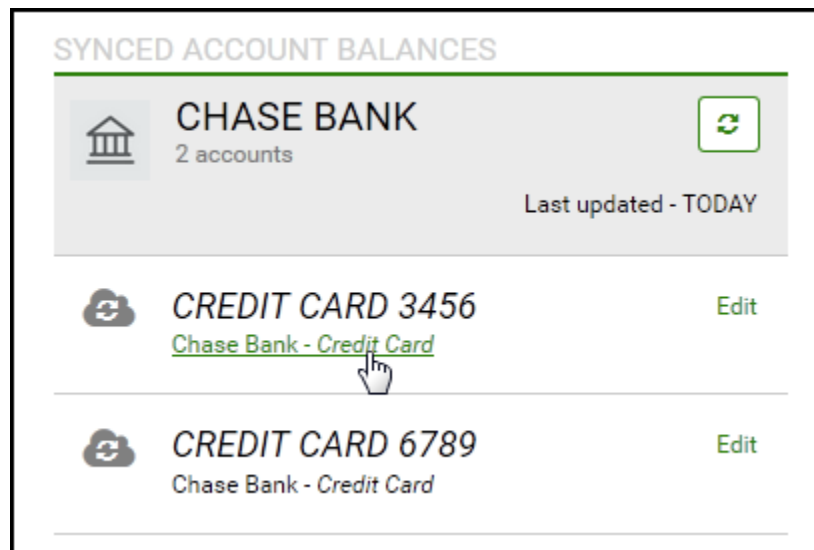 SYNCED ACCOUNT BALANCES
CHASE BANK
2 accounts
Last updated - TODAY
CREDIT CARD 3456 Edit
Chase Bank - Credit Card
CREDIT CARD 6789 Edit
Chase Bank - Credit Card